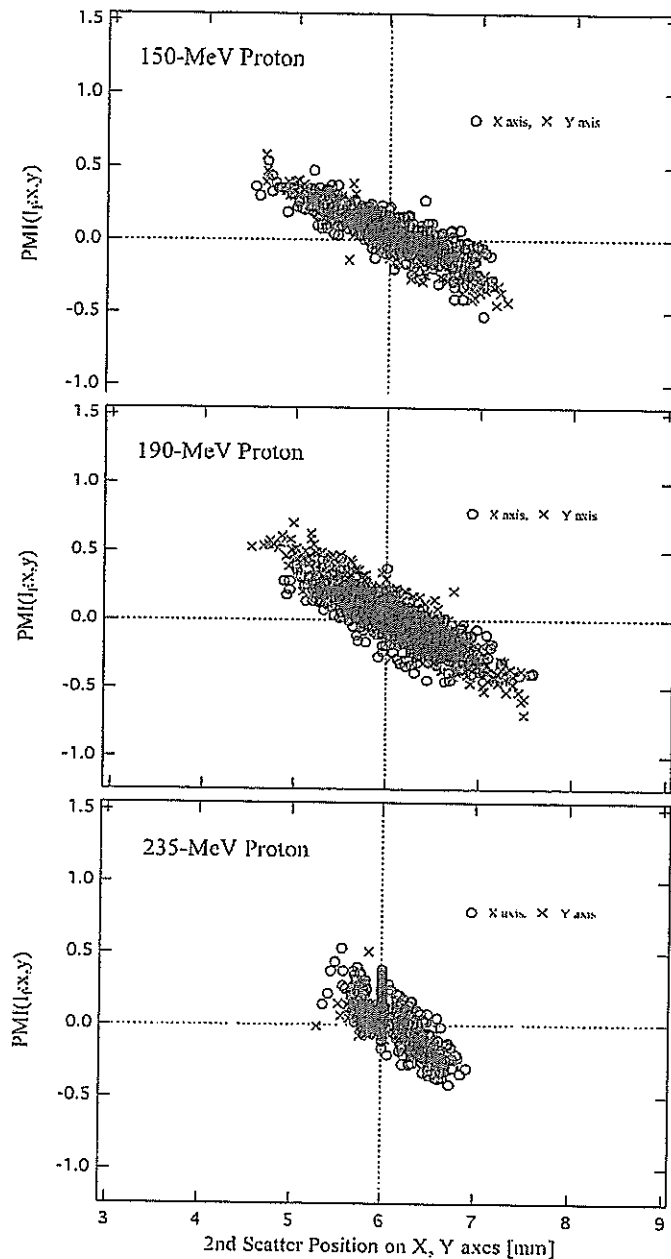 1.5
150-MeV Proton
1.0
O X axis, × Y axis
0.5
PMI(I;x,y)
0.0
-0.5
-1.0
1.5
190-MeV Proton
1.0
O X axis, × Y axis
0.5
PMI(I;x,y)
0.0
-0.5
-1.0
1.5
235-MeV Proton
1.0
O X axis. × Y axis
0.5
PMI(I;x,y)
0.0
-0.5
-1.0
3 4 5 6 7 8 9
2nd Scatter Position on X, Y axes [mm]